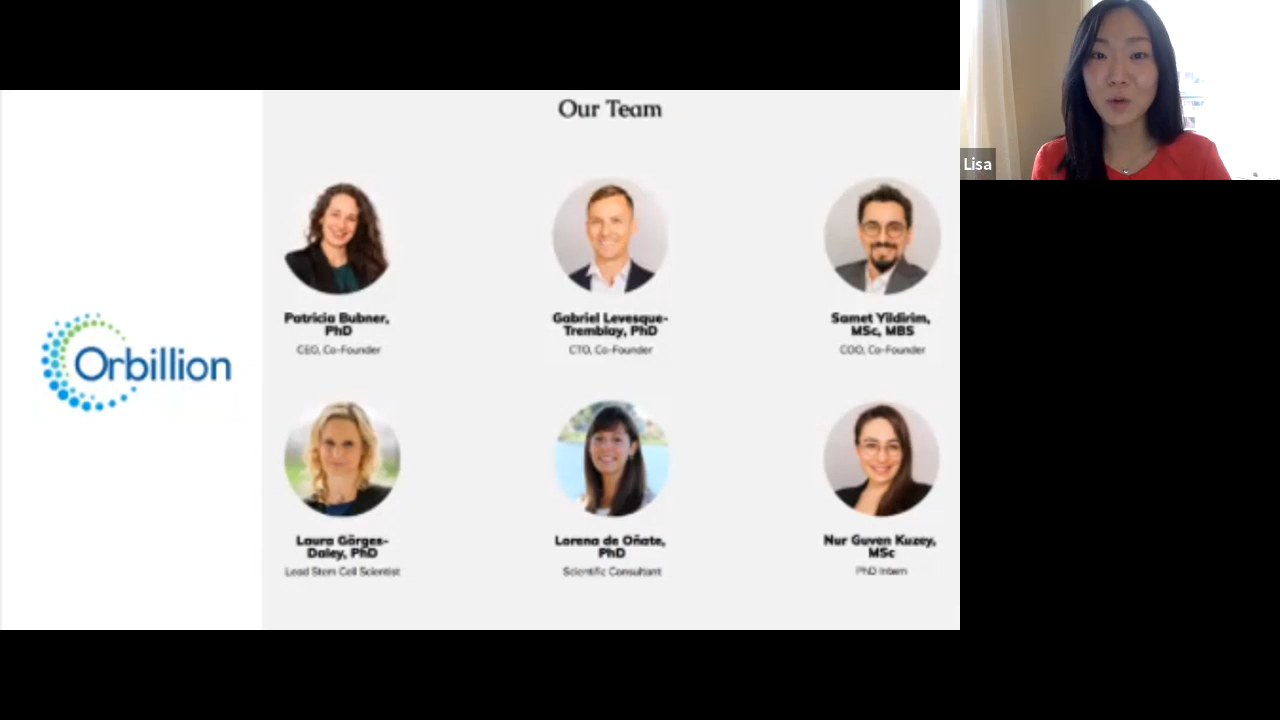 Our Team
Lisa
Patricia Bubner,
PhD
CEO, Co-Founder
Gabriel Levesque-
Tremblay, PhD
CTO, Co-Founder
Samet Yildirim,
MSc, MBS
COO, Co-Founder
Orbillion
Laura Görges-
Daley, PhD
Lead Stem Cell Scientist
Lorena de Oñate,
PhD
Scientific Consultant
Nur Guven Kuzey,
MSc
PhD Intern